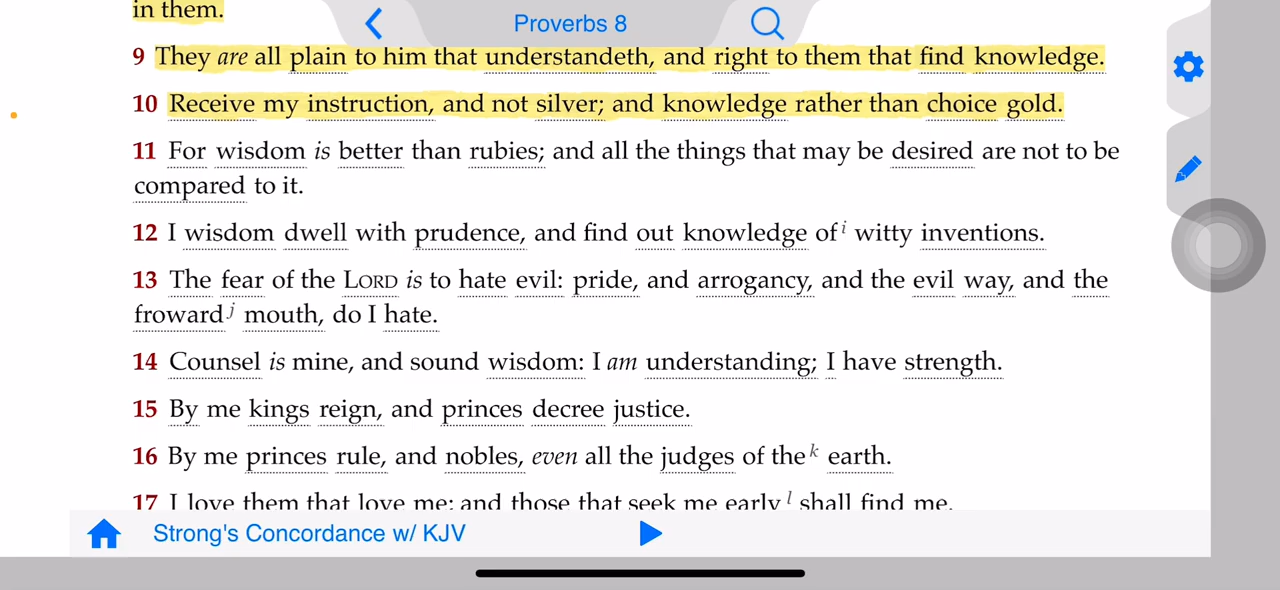 in them.
Proverbs 8
9 They are all plain to him that understandeth, and right to them that find knowledge.
10 Receive my instruction, and not silver; and knowledge rather than choice gold.
11 For wisdom is better than rubies; and all the things that may be desired are not to be
compared to it.
12 I wisdom dwell with prudence, and find out knowledge of i witty inventions.
13 The fear of the LORD is to hate evil: pride, and arrogancy, and the evil way, and the
froward j mouth, do I hate.
14 Counsel is mine, and sound wisdom: I am understanding; I have strength.
15 By me kings reign, and princes decree justice.
16 By me princes rule, and nobles, even all the judges of the k earth.
17 I love them that love me; and those that seek me early l shall find me.
Strong's Concordance w/ KJV